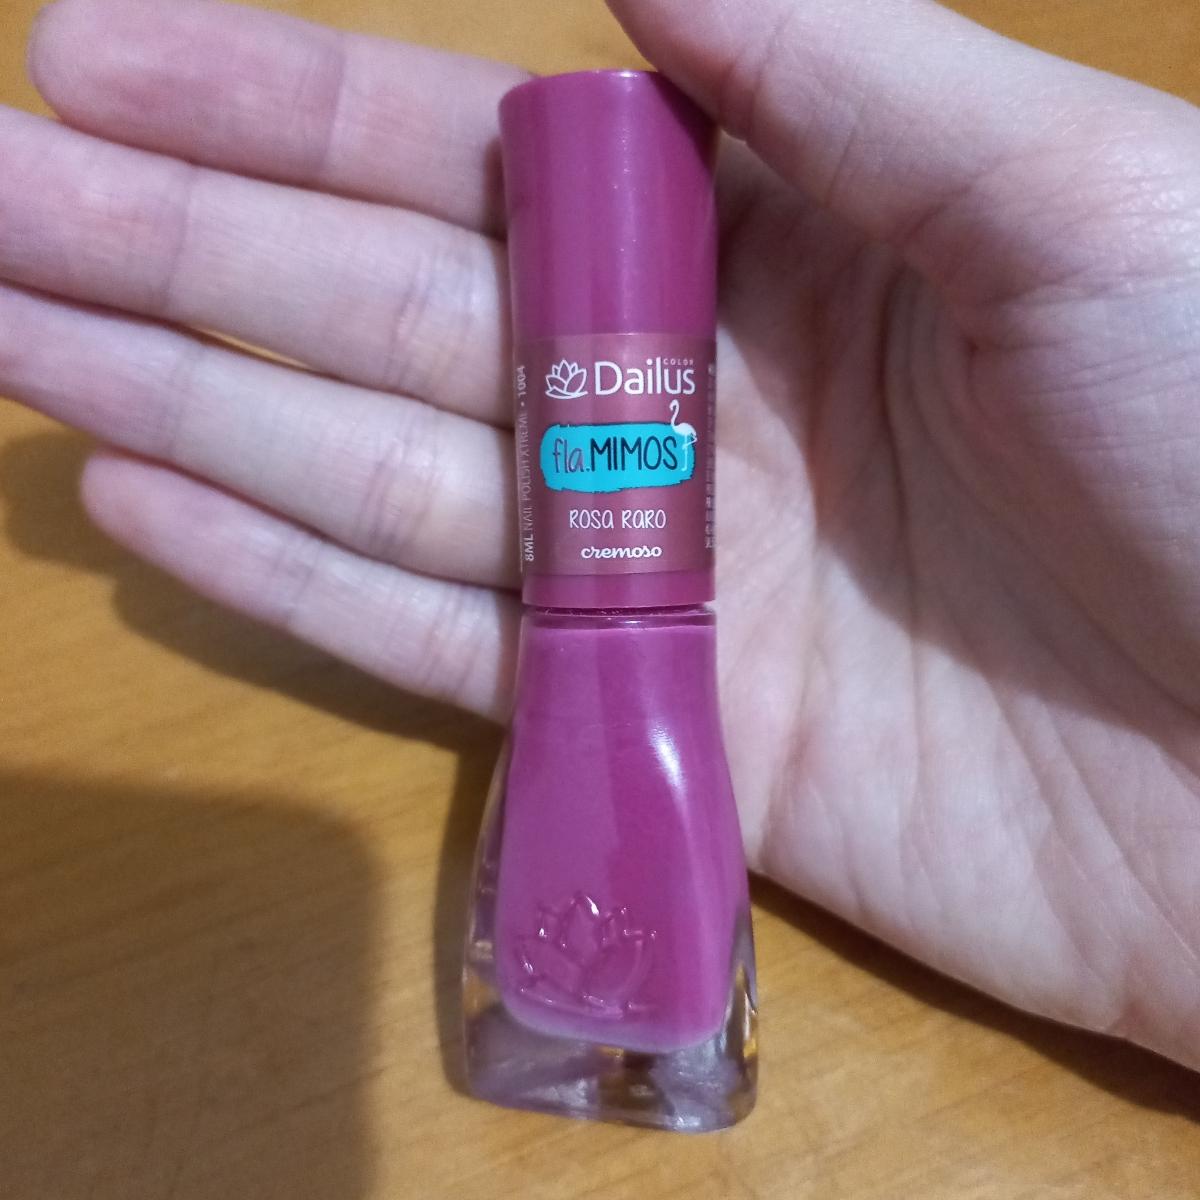 COLOR
Dailus
fla.MIMOS
ROSA RARO
cremoso
8ML NAIL POLISH XTREME • 1004